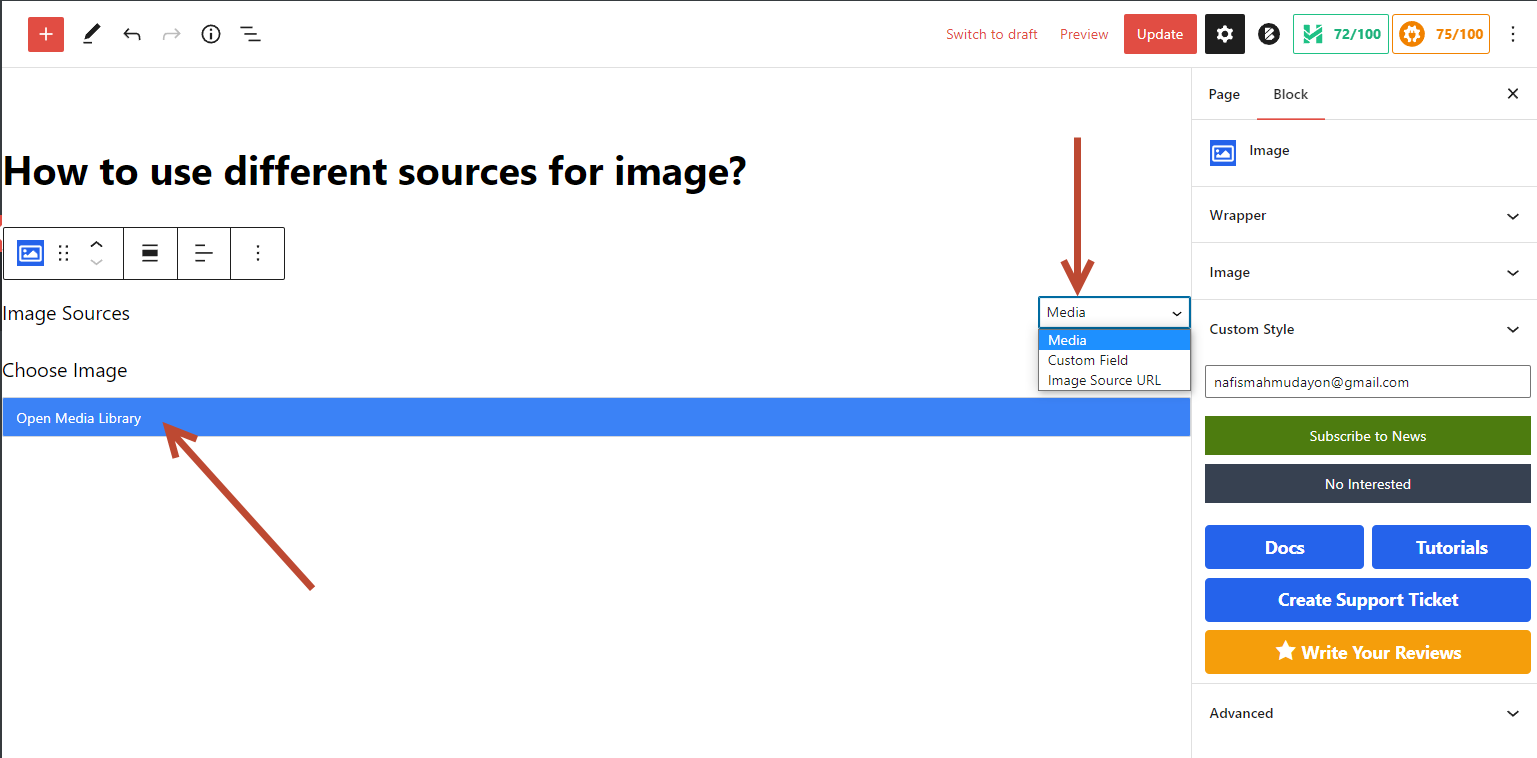 Switch to draft
Preview
Update
72/100
75/100
Page
Block
Image
How to use different sources for image?
Wrapper
Image
Image Sources
Media
Media
Custom Field
Image Source URL
Custom Style
Choose Image
nafismahmudayon@gmail.com
Open Media Library
Subscribe to News
No Interested
Docs
Tutorials
Create Support Ticket
Write Your Reviews
Advanced